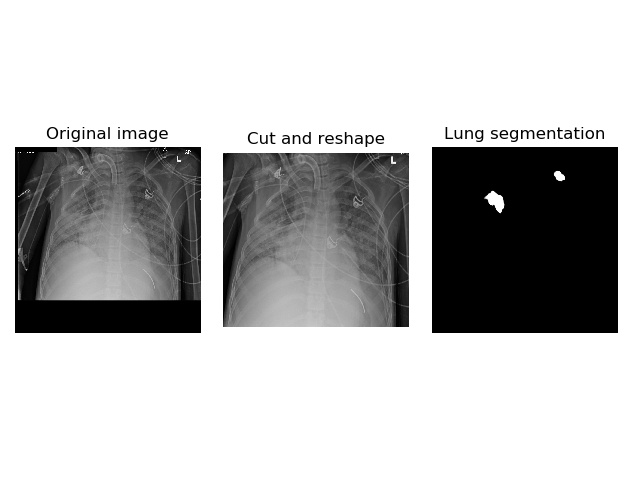 Original image
Cut and reshape
Lung segmentation
L
L